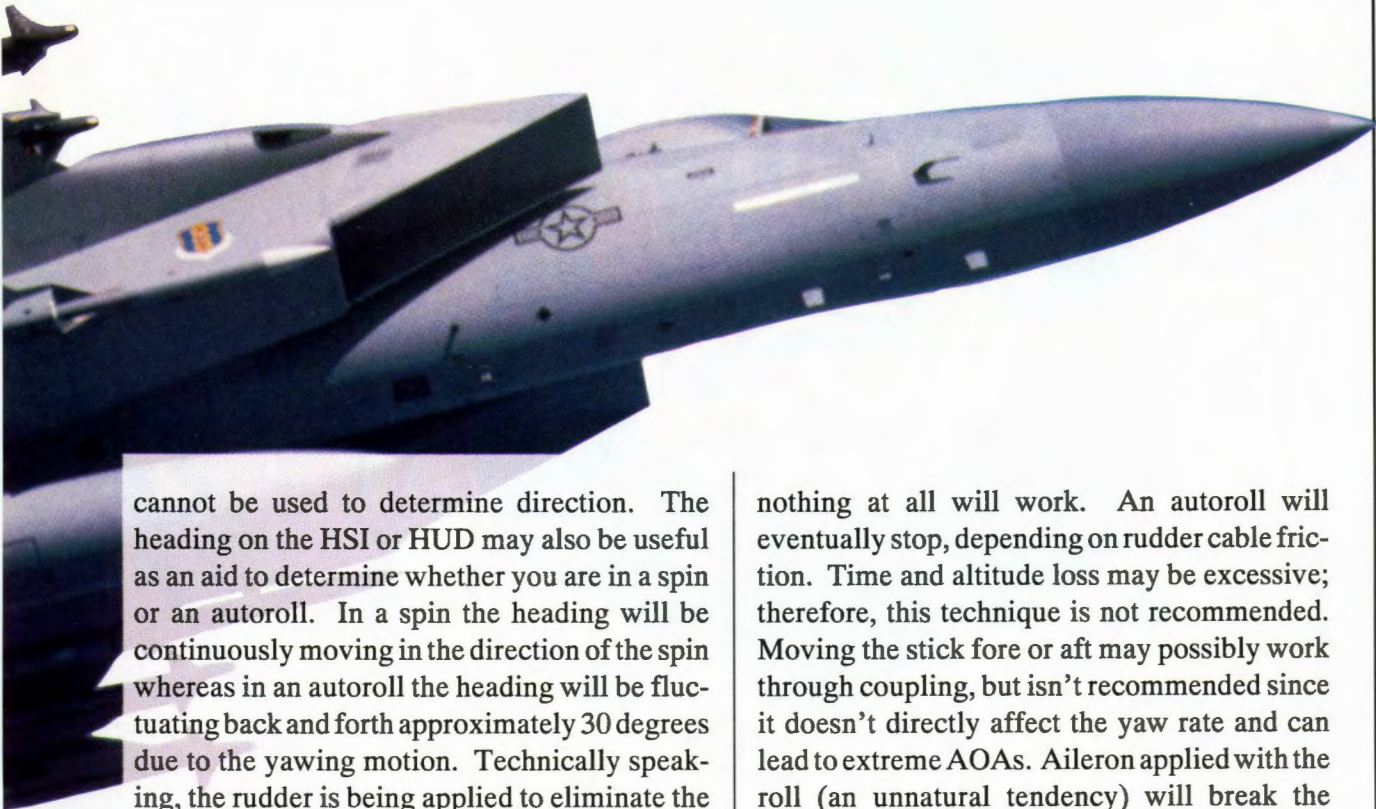 cannot be used to determine direction. The
heading on the HSI or HUD may also be useful
as an aid to determine whether you are in a spin
or an autoroll. In a spin the heading will be
continuously moving in the direction of the spin
whereas in an autoroll the heading will be fluc-
tuating back and forth approximately 30 degrees
due to the yawing motion. Technically speak-
ing, the rudder is being applied to eliminate the
nothing at all will work. An autoroll will
eventually stop, depending on rudder cable fric-
tion. Time and altitude loss may be excessive;
therefore, this technique is not recommended.
Moving the stick fore or aft may possibly work
through coupling, but isn't recommended since
it doesn't directly affect the yaw rate and can
lead to extreme AOAs. Aileron applied with the
roll (an unnatural tendency) will break the